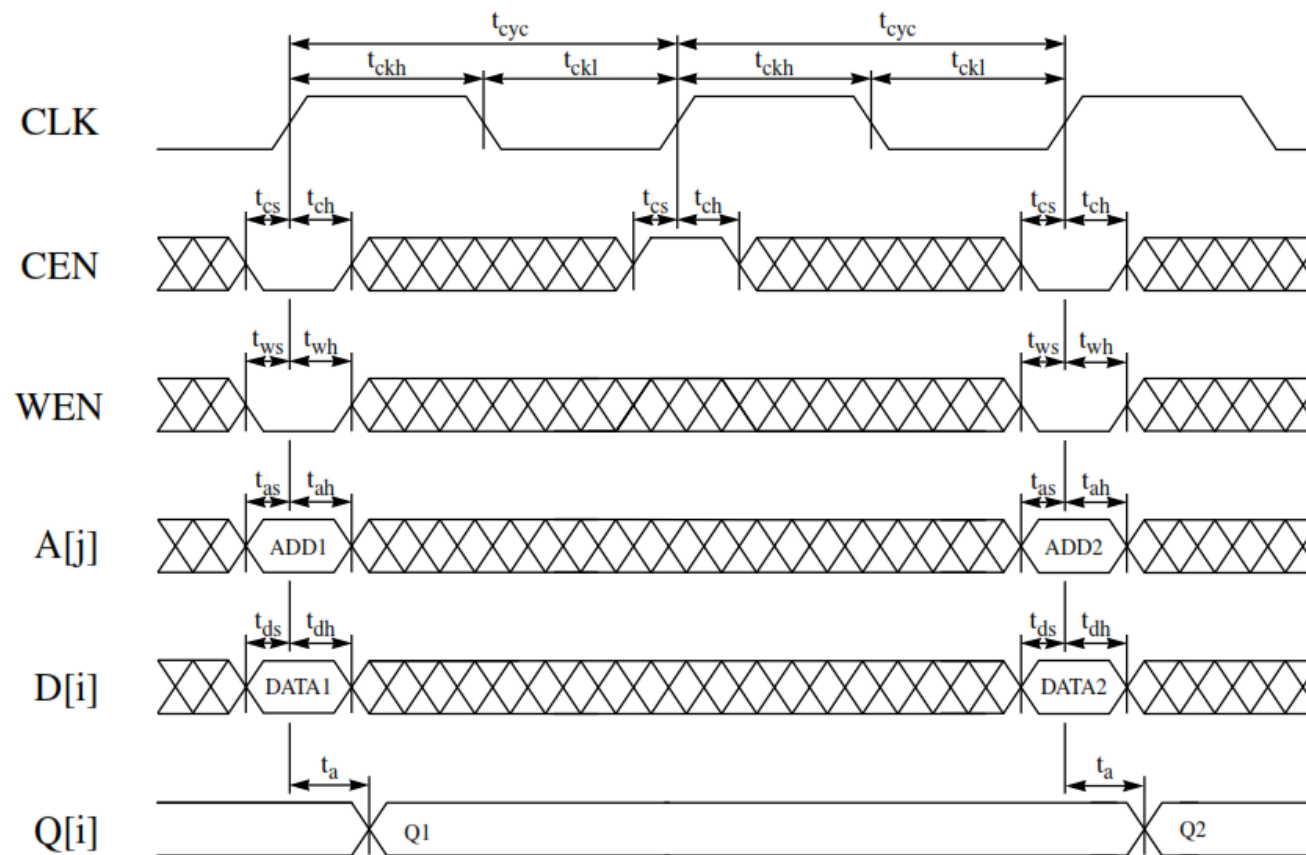 tcyc tcyc
tckh tckl tckh tckl
CLK
tcs tch tcs tch tcs tch
CEN
tws twh tws twh
WEN
tas tah tas tah
A[j] ADD1 ADD2
tds tdh tds tdh
D[i] DATA1 DATA2
ta ta
Q[i] Q1 Q2